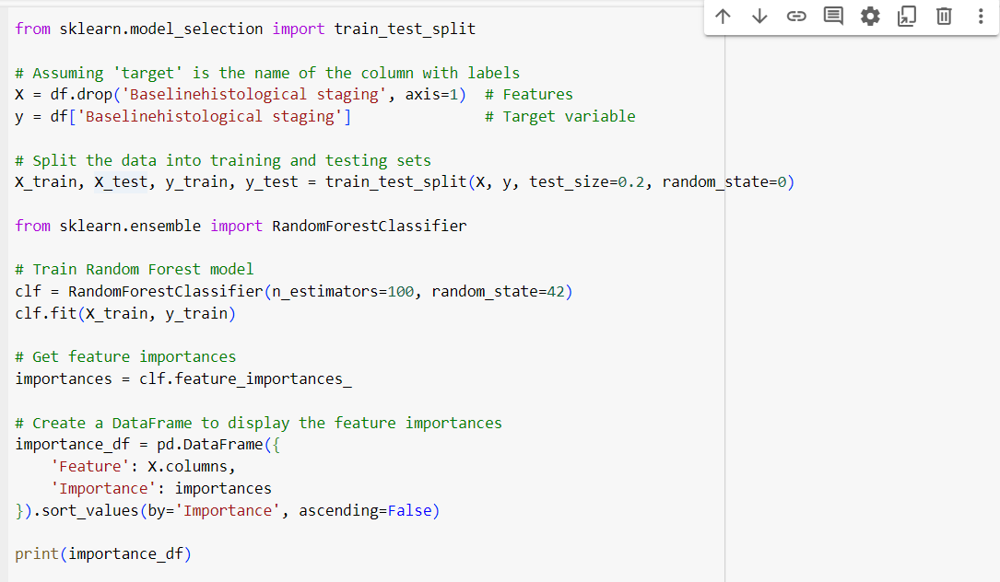 from sklearn.model_selection import train_test_split
# Assuming 'target' is the name of the column with labels
X = df.drop('Baselinehistological staging', axis=1)  # Features
y = df['Baselinehistological staging']               # Target variable
# Split the data into training and testing sets
X_train, X_test, y_train, y_test = train_test_split(X, y, test_size=0.2, random_state=0)
from sklearn.ensemble import RandomForestClassifier
# Train Random Forest model
clf = RandomForestClassifier(n_estimators=100, random_state=42)
clf.fit(X_train, y_train)
# Get feature importances
importances = clf.feature_importances_
# Create a DataFrame to display the feature importances
importance_df = pd.DataFrame({
    'Feature': X.columns,
    'Importance': importances
}).sort_values(by='Importance', ascending=False)
print(importance_df)